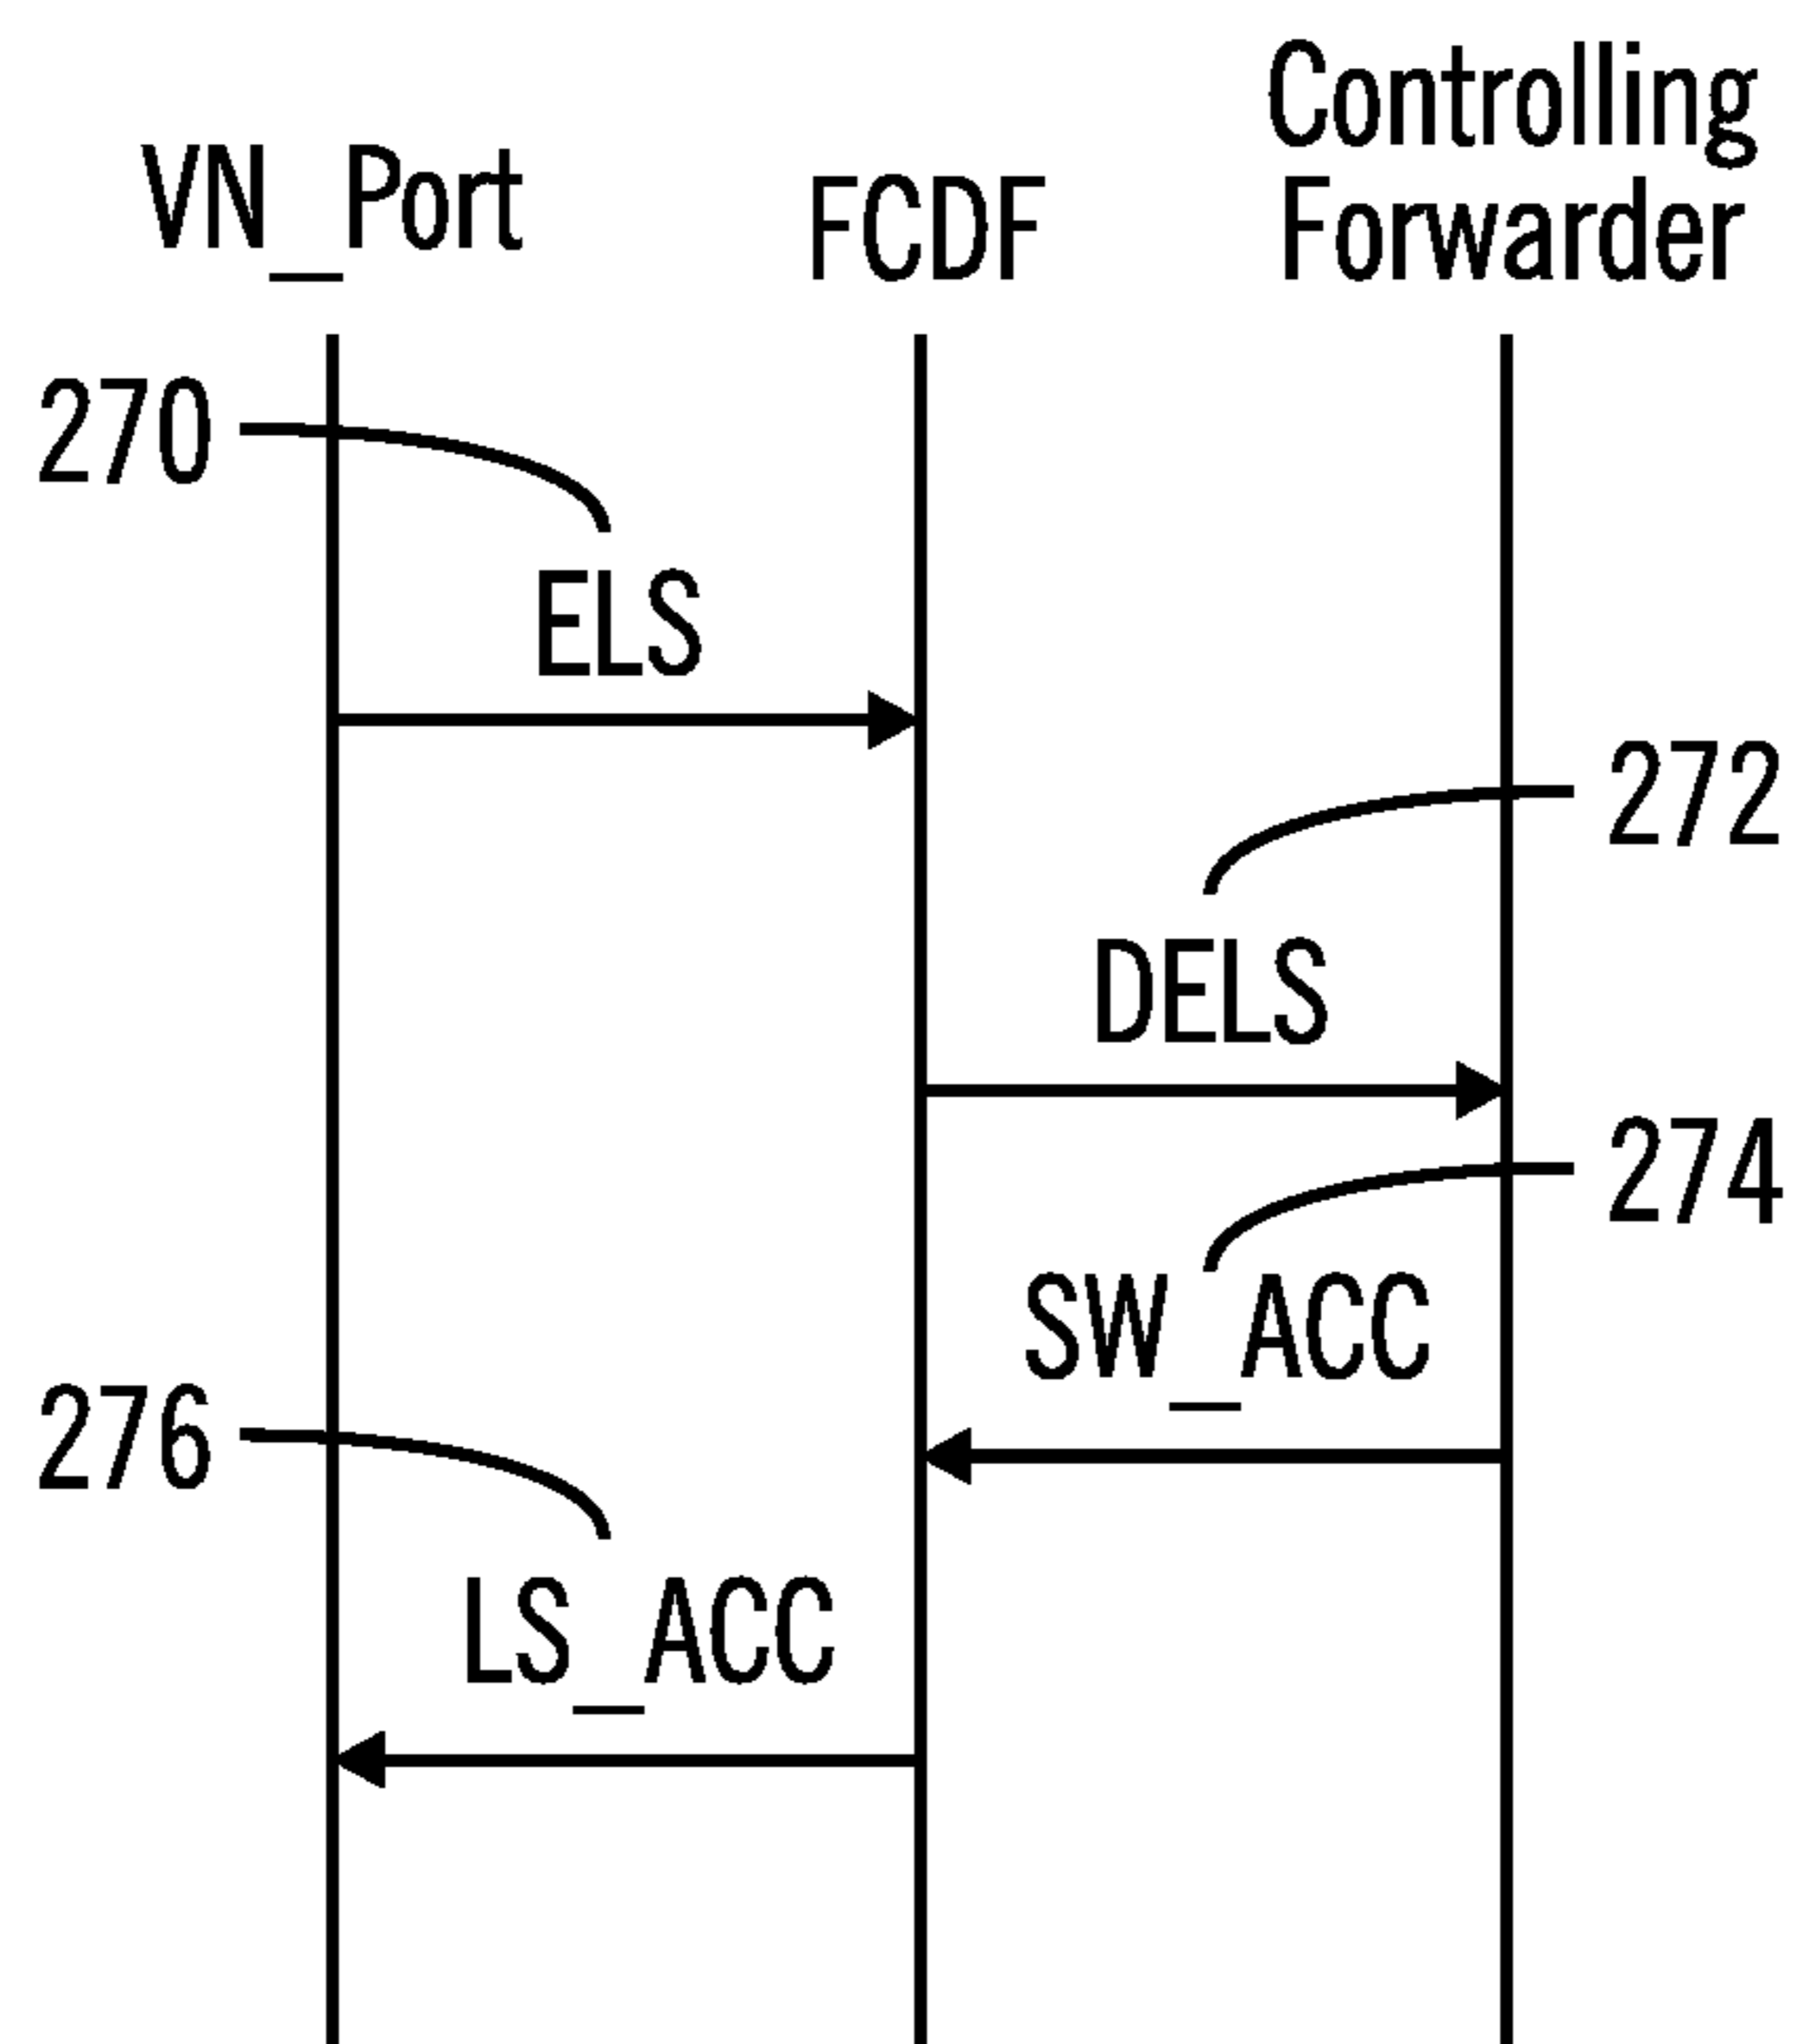 VN_Port
FCDF
Controlling
Forwarder
270
ELS
272
DELS
274
SW_ACC
276
LS_ACC